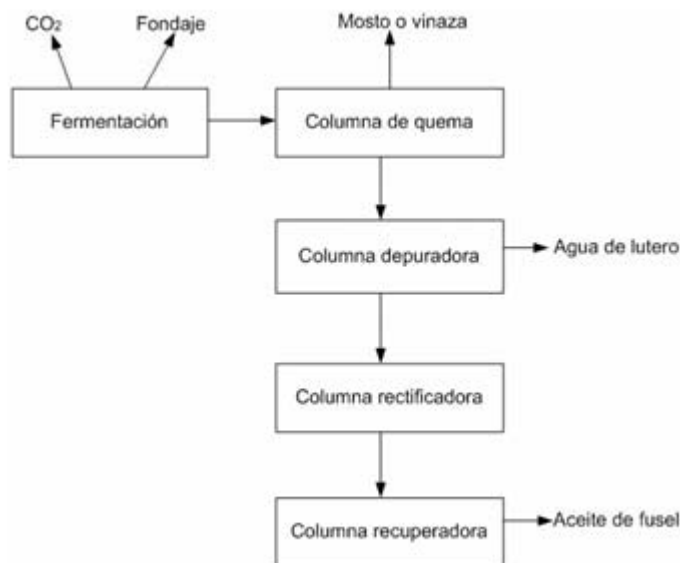 CO₂
Fondaje
Mosto o vinaza
Fermentación
Columna de quema
Columna depuradora
Agua de lutero
Columna rectificadora
Columna recuperadora
Aceite de fusel